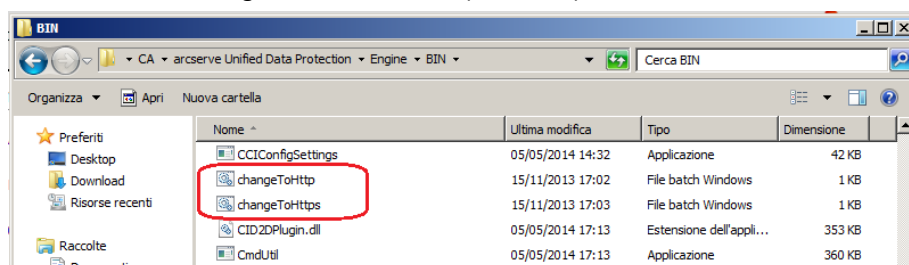 BIN
CA arcserve Unified Data Protection Engine BIN Cerca BIN
Organizza Apri Nuova cartella
Preferiti
Desktop
Download
Risorse recenti
Raccolte
Nome Ultima modifica Tipo Dimensione
CCIConfigSettings 05/05/2014 14:32 Applicazione 42 KB
changeToHttp 15/11/2013 17:02 File batch Windows 1 KB
changeToHttps 15/11/2013 17:03 File batch Windows 1 KB
CID2DPlugin.dll 05/05/2014 17:13 Estensione dell'appli... 353 KB
CmdUtil 05/05/2014 17:13 Applicazione 360 KB